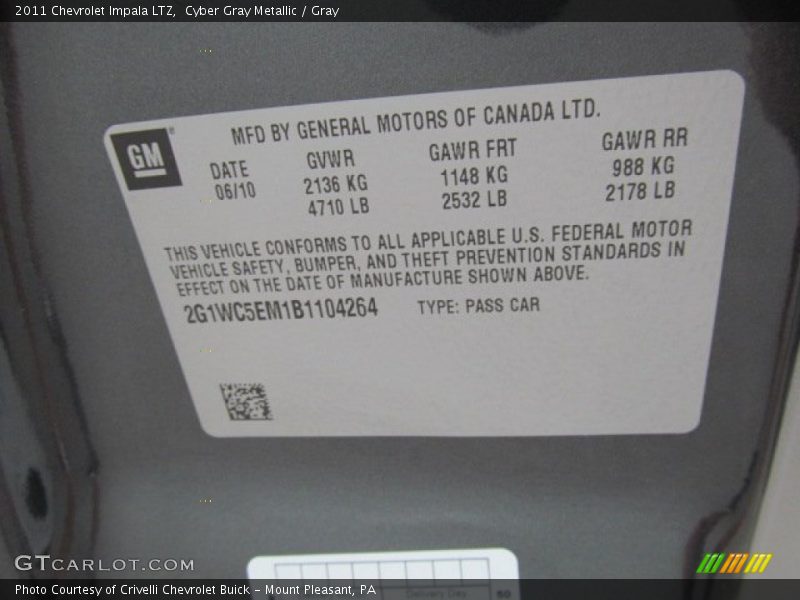 2011 Chevrolet Impala LTZ, Cyber Gray Metallic / Gray
GM
MFD BY GENERAL MOTORS OF CANADA LTD.
DATE GVWR GAWR FRT GAWR RR
06/10 2136 KG 1148 KG 988 KG
4710 LB 2532 LB 2178 LB
THIS VEHICLE CONFORMS TO ALL APPLICABLE U.S. FEDERAL MOTOR
VEHICLE SAFETY, BUMPER, AND THEFT PREVENTION STANDARDS IN
EFFECT ON THE DATE OF MANUFACTURE SHOWN ABOVE.
2G1WC5EM1B1104264 TYPE: PASS CAR
GTCARLOT.COM
Delivery Day 50
Photo Courtesy of Crivelli Chevrolet Buick - Mount Pleasant, PA